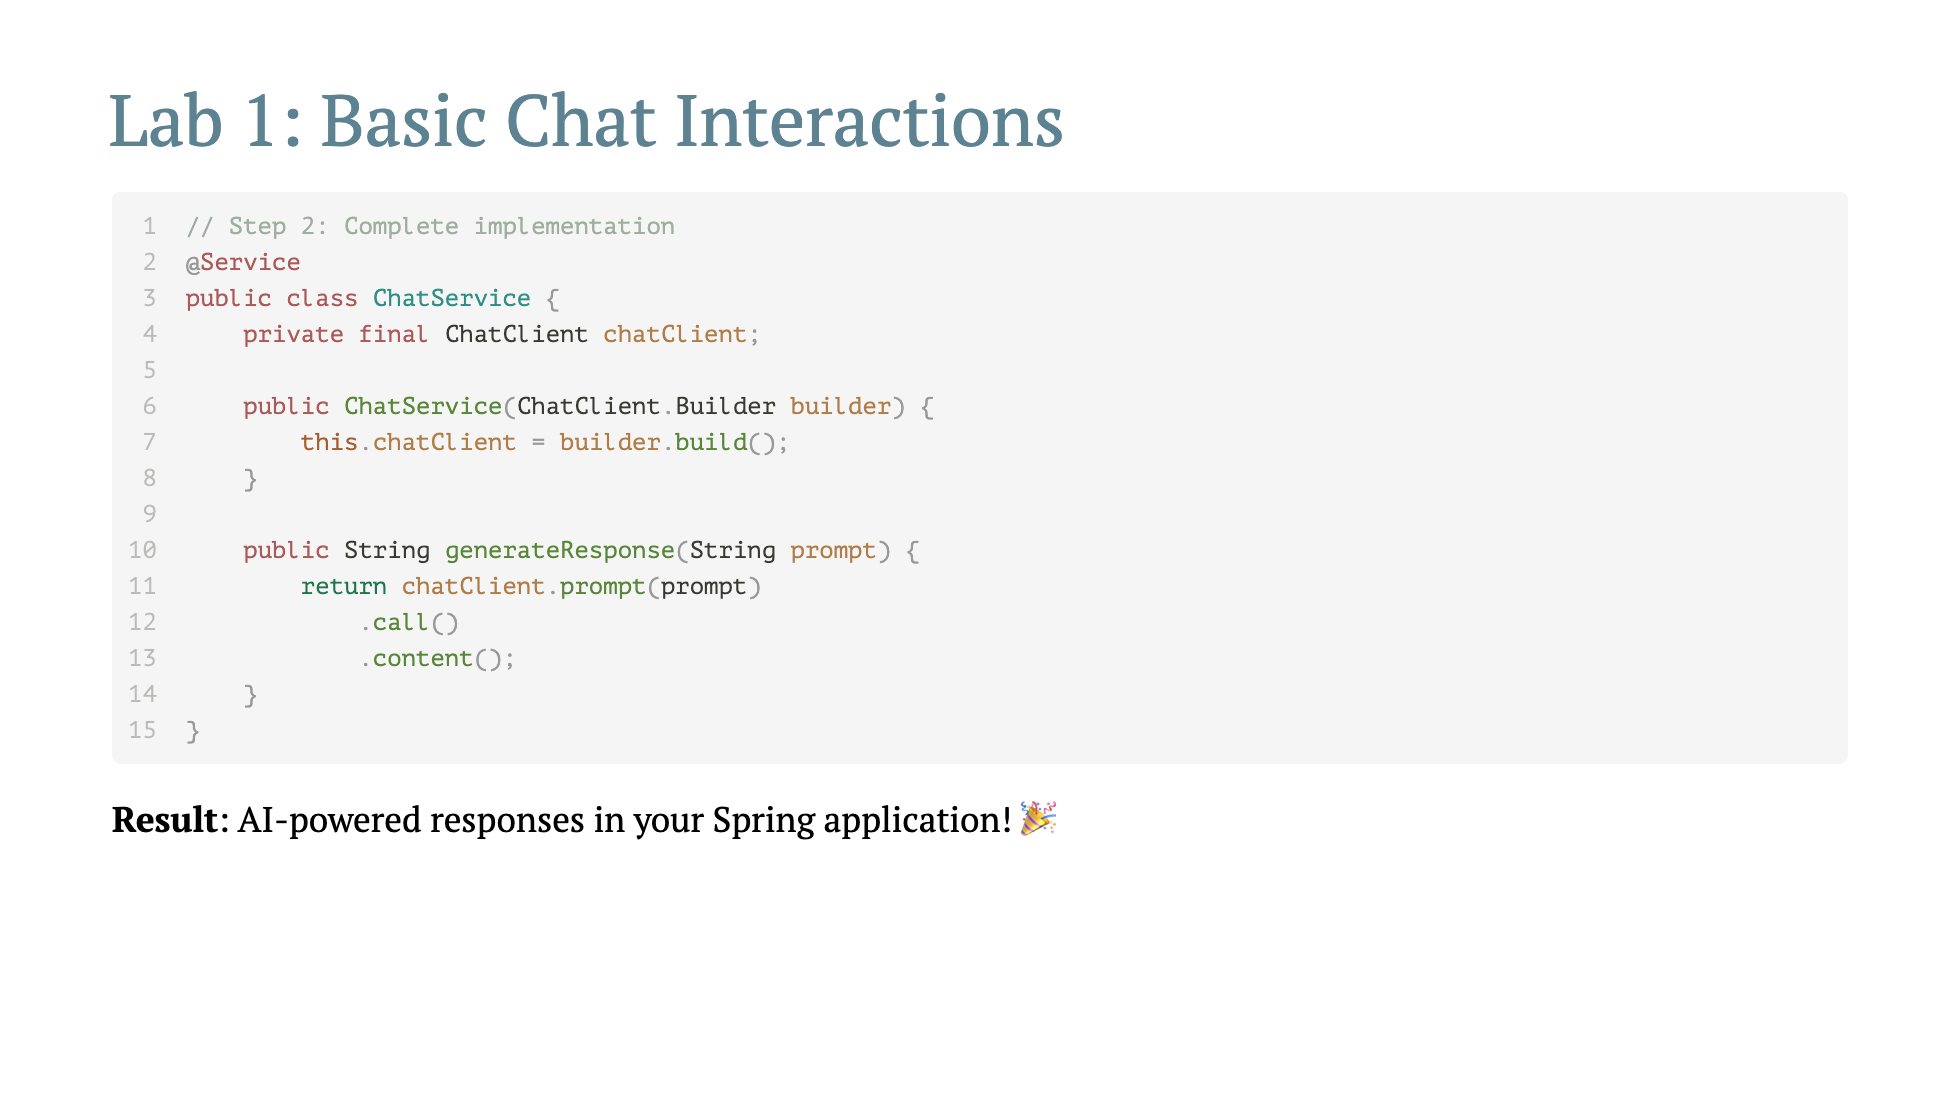 Lab 1: Basic Chat Interactions
1 // Step 2: Complete implementation
2 @Service
3 public class ChatService {
4     private final ChatClient chatClient;
5
6     public ChatService(ChatClient.Builder builder) {
7         this.chatClient = builder.build();
8     }
9
10     public String generateResponse(String prompt) {
11         return chatClient.prompt(prompt)
12             .call()
13             .content();
14     }
15 }
Result: AI-powered responses in your Spring application! 🎉